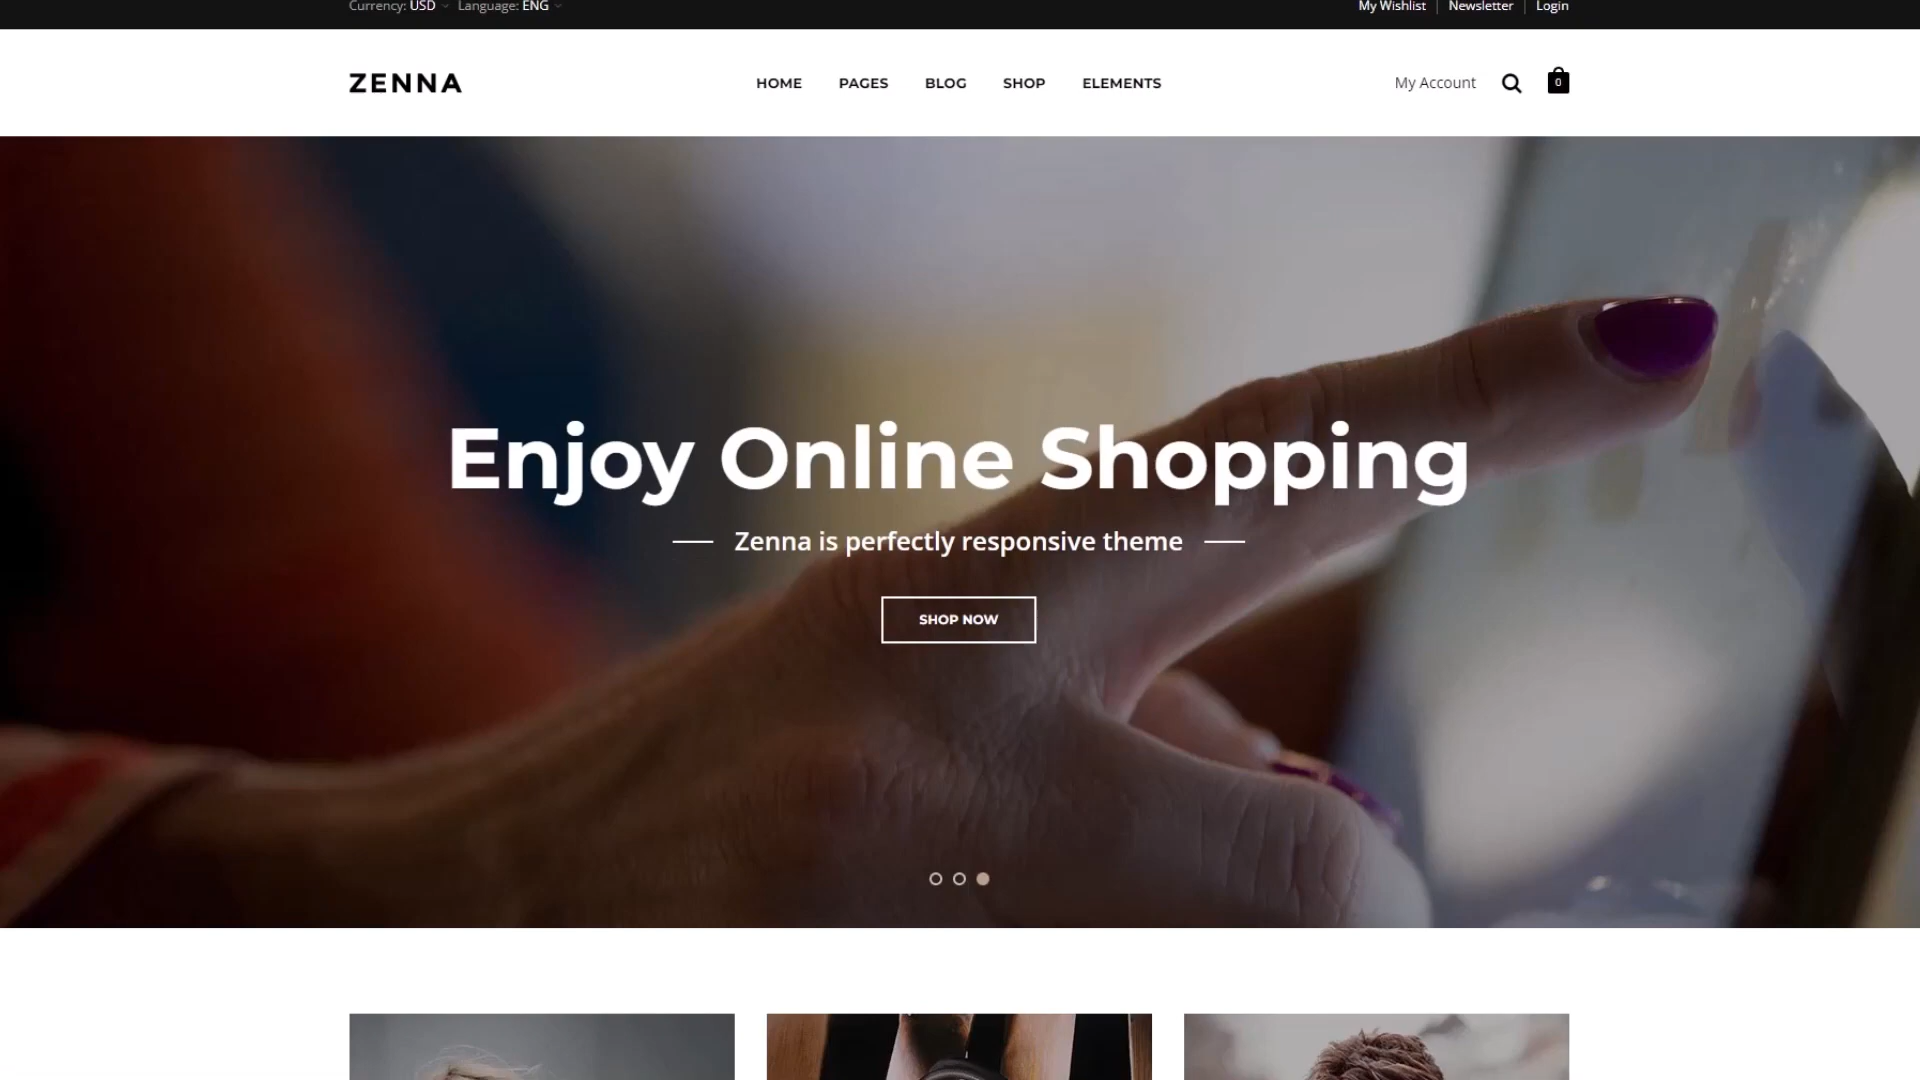 Currency: USD Language: ENG My Wishlist Newsletter Login
ZENNA HOME PAGES BLOG SHOP ELEMENTS My Account 0
Enjoy Online Shopping
Zenna is perfectly responsive theme
SHOP NOW